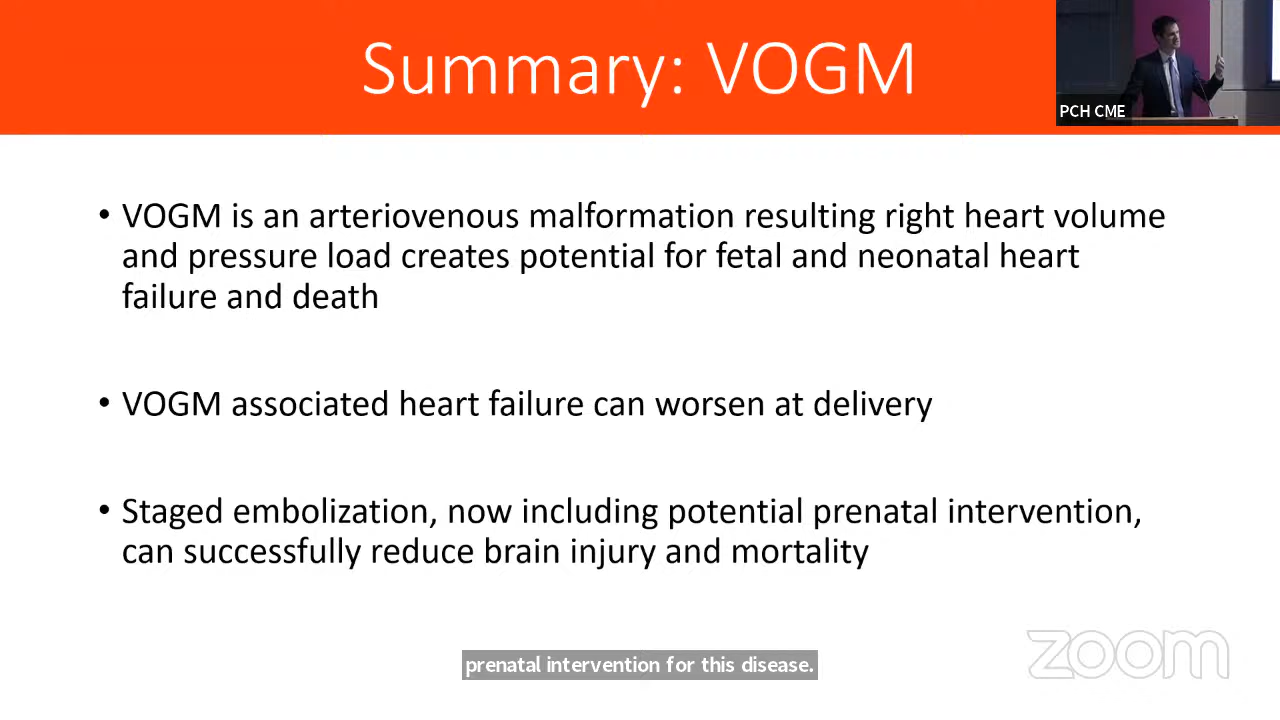 Summary: VOGM
PCH CME
• VOGM is an arteriovenous malformation resulting right heart volume
and pressure load creates potential for fetal and neonatal heart
failure and death
• VOGM associated heart failure can worsen at delivery
• Staged embolization, now including potential prenatal intervention,
can successfully reduce brain injury and mortality
zoom
prenatal intervention for this disease.